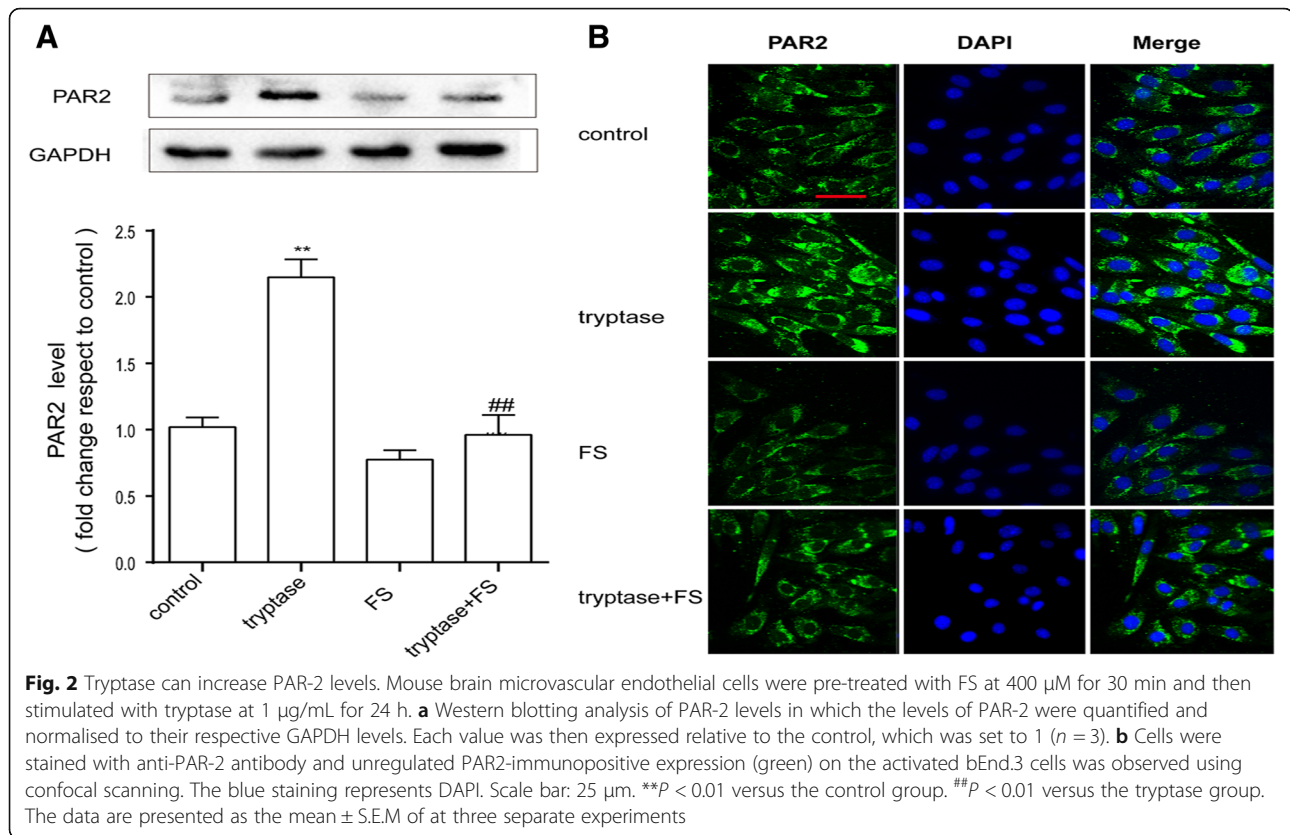 A
PAR2
GAPDH
PAR2 level
( fold change respect to control )
2.5
2.0
1.5
1.0
0.5
0.0
**
##
control
tryptase
FS
tryptase+FS
B
PAR2 DAPI Merge
control
tryptase
FS
tryptase+FS
Fig. 2 Tryptase can increase PAR-2 levels. Mouse brain microvascular endothelial cells were pre-treated with FS at 400 μM for 30 min and then
stimulated with tryptase at 1 μg/mL for 24 h. a Western blotting analysis of PAR-2 levels in which the levels of PAR-2 were quantified and
normalised to their respective GAPDH levels. Each value was then expressed relative to the control, which was set to 1 (n = 3). b Cells were
stained with anti-PAR-2 antibody and unregulated PAR2-immunopositive expression (green) on the activated bEnd.3 cells was observed using
confocal scanning. The blue staining represents DAPI. Scale bar: 25 μm. **P < 0.01 versus the control group. ##P < 0.01 versus the tryptase group.
The data are presented as the mean ± S.E.M of at three separate experiments